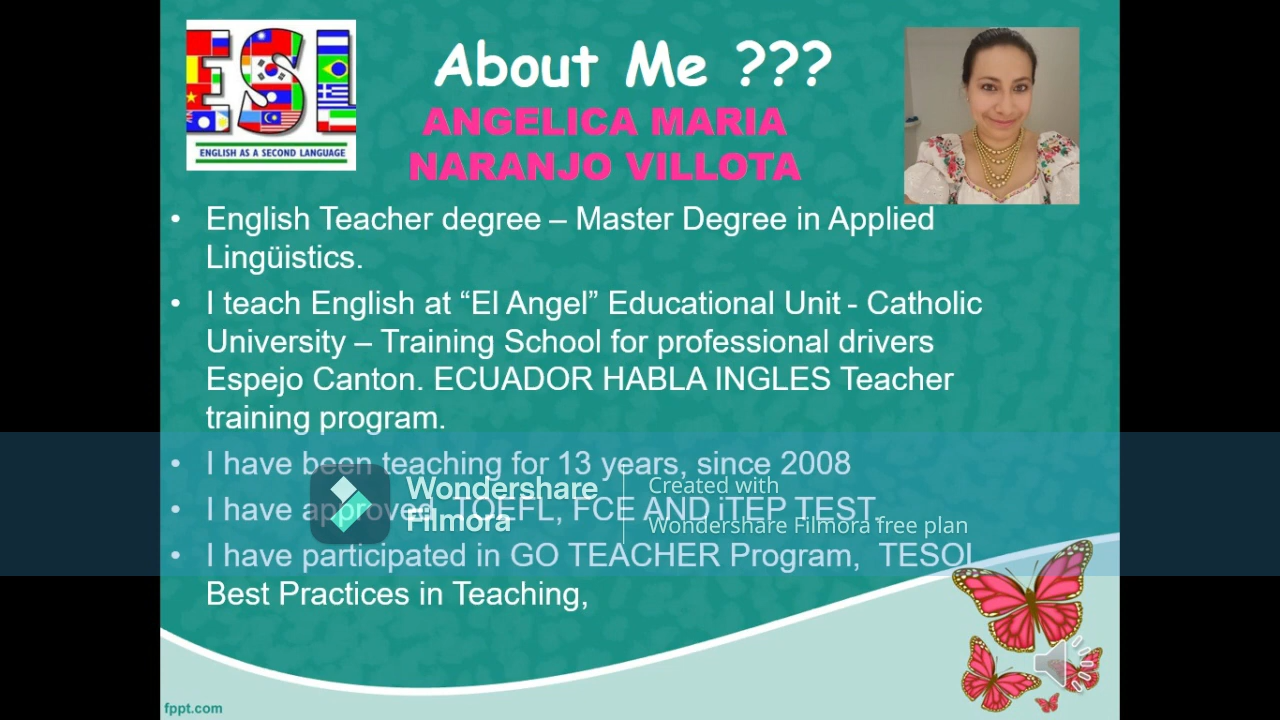 ESL
ENGLISH AS A SECOND LANGUAGE
About Me ???
ANGELICA MARIA
NARANJO VILLOTA
• English Teacher degree – Master Degree in Applied
Lingüistics.
• I teach English at “El Angel” Educational Unit - Catholic
University – Training School for professional drivers
Espejo Canton. ECUADOR HABLA INGLES Teacher
training program.
• I have been teaching for 13 years, since 2008
• I have approved TOEFL, FCE AND iTEP TEST.
• I have participated in GO TEACHER Program, TESOL
Best Practices in Teaching,
Wondershare
Filmora
Created with
Wondershare Filmora free plan
fppt.com